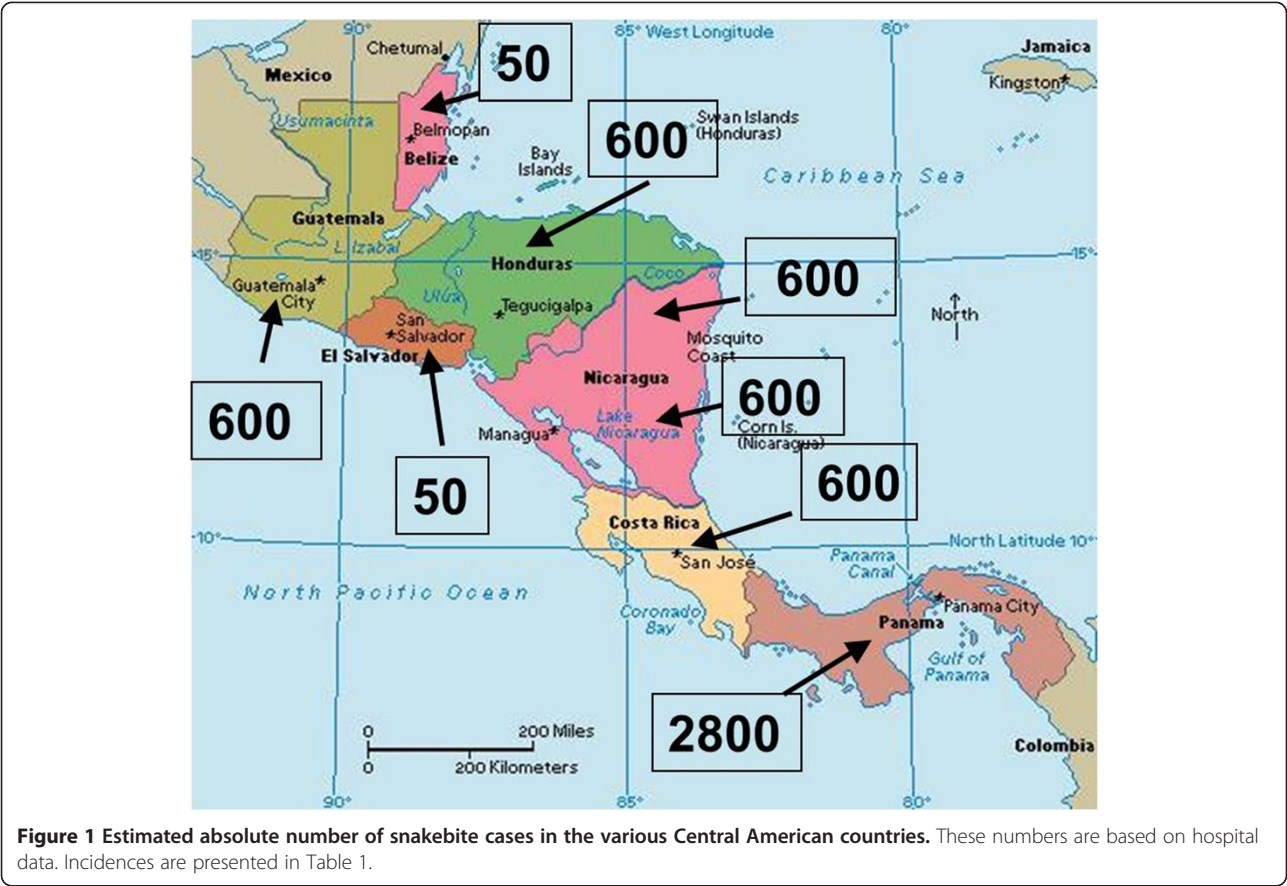 90°
85° West Longitude
80°
Chetumal
50
Jamaica
Mexico
Kingston
Usumacinta
Belmopan
600
Swan Islands
(Honduras)
Belize
Bay
Islands
Caribbean Sea
Guatemala
L. Izabal
15°
15°
Honduras
Coco
600
Guatemala
City
Ulúa
Tegucigalpa
North
San
Salvador
Mosquito
Coast
El Salvador
Nicaragua
600
600
Lake
Nicaragua
Corn Is.
(Nicaragua)
Managua
50
600
Costa Rica
10°
North Latitude 10°
San José
Panama
Canal
North Pacific Ocean
Coronado
Bay
Panama City
Panama
Gulf of
Panama
2800
0 200 Miles
0 200 Kilometers
Colombia
90°
85°
80°
Figure 1 Estimated absolute number of snakebite cases in the various Central American countries. These numbers are based on hospital
data. Incidences are presented in Table 1.